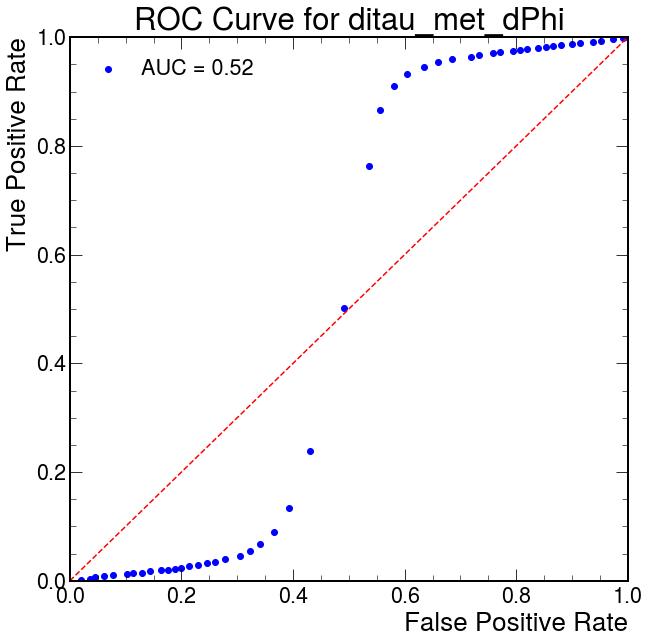 ROC Curve for ditau_met_dPhi
AUC = 0.52
True Positive Rate
1.0
0.8
0.6
0.4
0.2
0.0
0.0 0.2 0.4 0.6 0.8 1.0
False Positive Rate